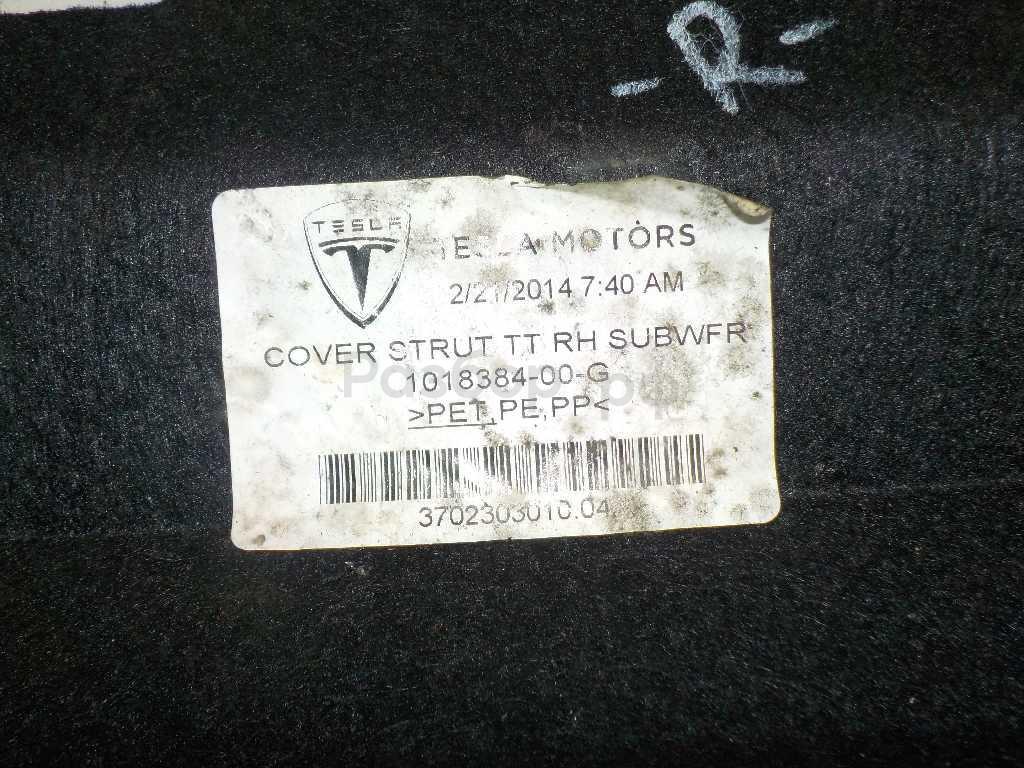 -R-
TESLA
TESLA MOTORS
2/21/2014 7:40 AM
COVER STRUT TT RH SUBWFR
1018384-00-G
>PET,PE,PP<
3702303010.04